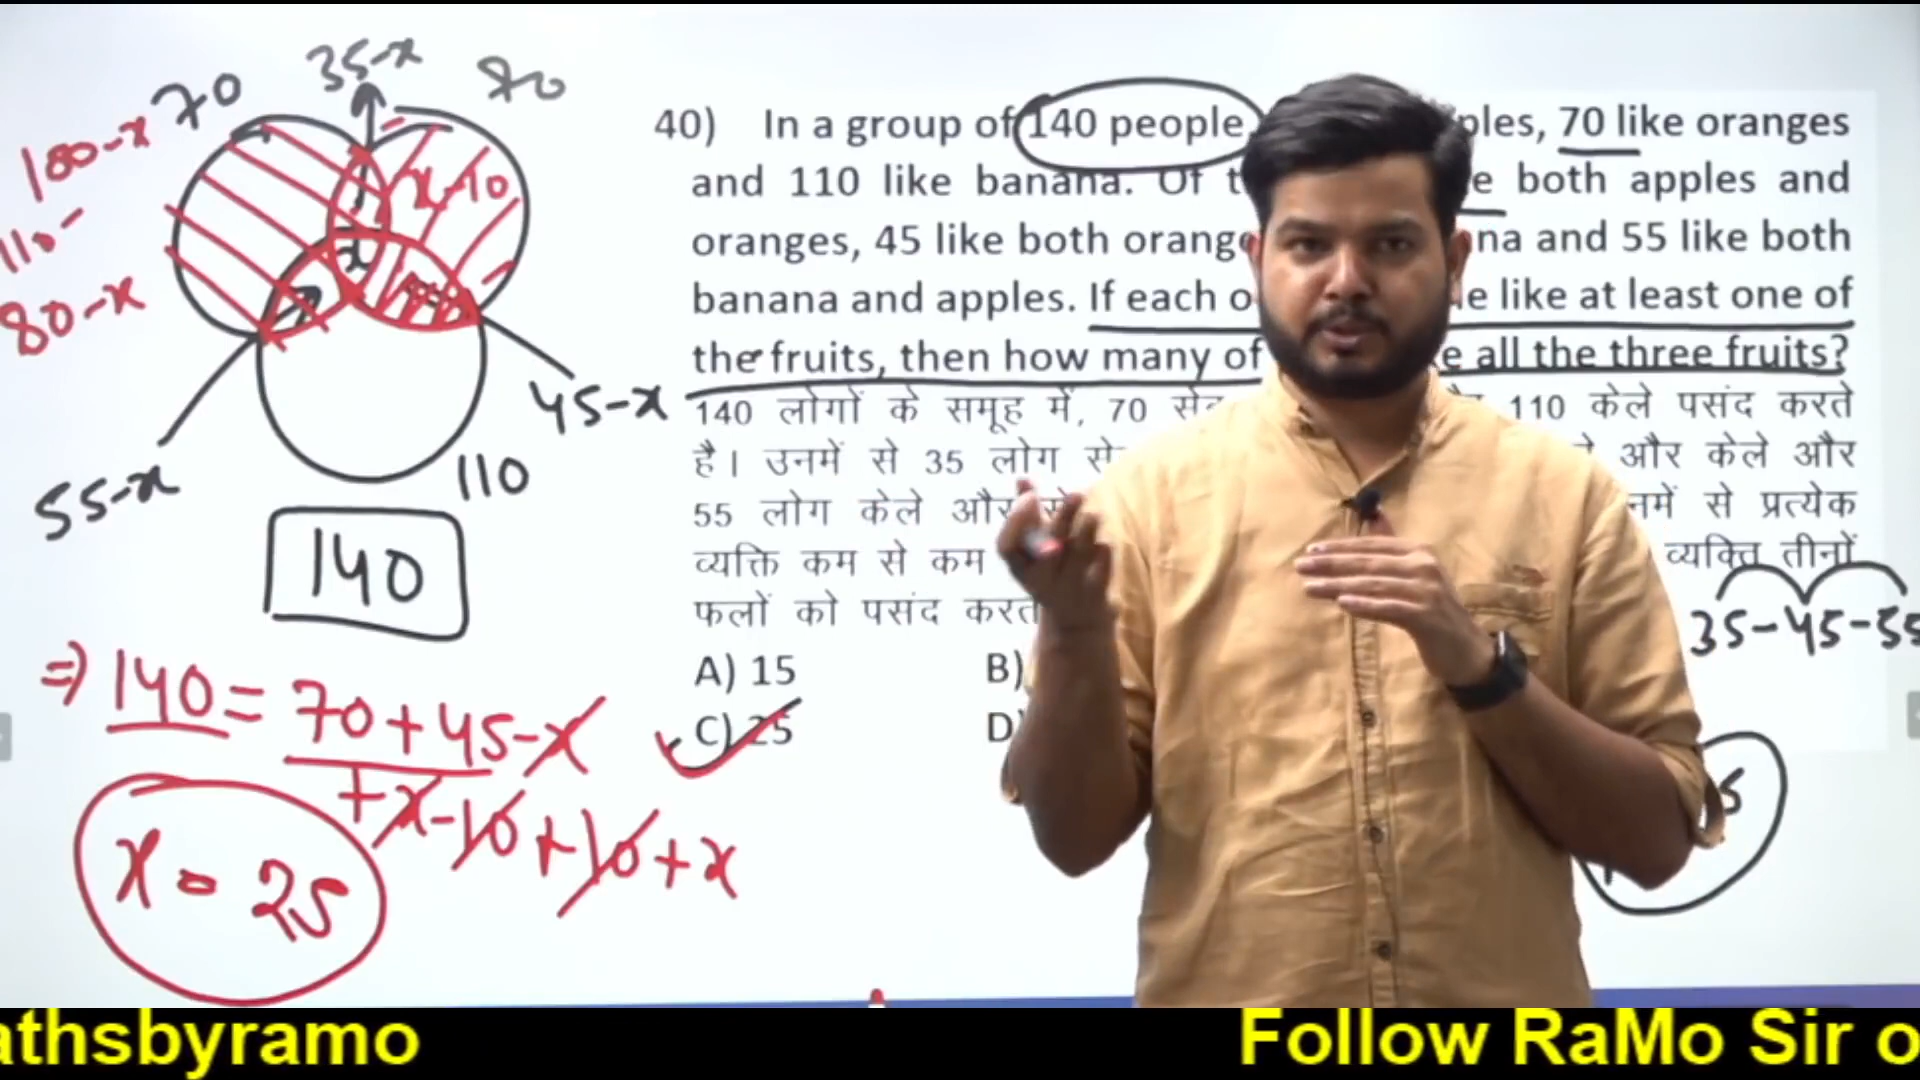 35-x
70
70
100-x
110-
80-x
x-10
x
45-x
55-x
110
140
⇒ 140 = 70+45-x
+x-10+10+x
x = 25
40) In a group of 140 people, ples, 70 like oranges
and 110 like banana. Of t e both apples and
oranges, 45 like both orange na and 55 like both
banana and apples. If each o e like at least one of
the fruits, then how many of e all the three fruits?
140 लोगों के समूह में, 70 से 110 केले पसंद करते
है। उनमें से 35 लोग से और केले और
55 लोग केले और से नमें से प्रत्येक
व्यक्ति कम से कम व्यक्ति तीनों
फलों को पसंद करत
35-45-55
A) 15
B)
C) 25
D)
5
athsbyramo
Follow RaMo Sir o